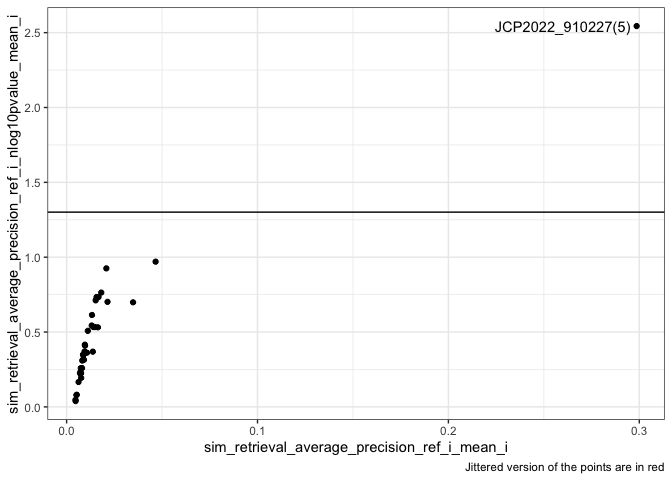 JCP2022_910227(5)
2.5
2.0
1.5
1.0
0.5
0.0
sim_retrieval_average_precision_ref_i_nlog10pvalue_mean_i
0.0 0.1 0.2 0.3
sim_retrieval_average_precision_ref_i_mean_i
Jittered version of the points are in red